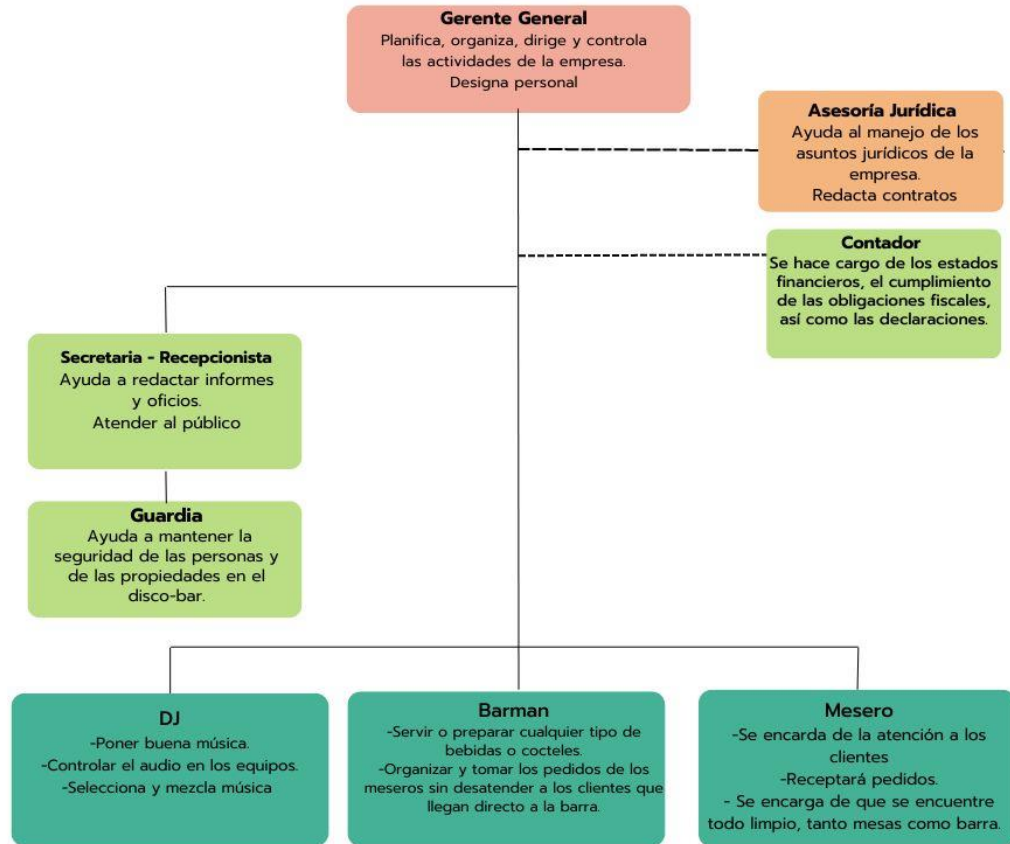 Gerente General
Planifica, organiza, dirige y controla
las actividades de la empresa.
Designa personal
Asesoría Jurídica
Ayuda al manejo de los
asuntos jurídicos de la
empresa.
Redacta contratos
Contador
Se hace cargo de los estados
financieros, el cumplimiento
de las obligaciones fiscales,
así como las declaraciones.
Secretaria - Recepcionista
Ayuda a redactar informes
y oficios.
Atender al público
Guardia
Ayuda a mantener la
seguridad de las personas y
de las propiedades en el
disco-bar.
DJ
-Poner buena música.
-Controlar el audio en los equipos.
-Selecciona y mezcla música
Barman
-Servir o preparar cualquier tipo de
bebidas o cocteles.
-Organizar y tomar los pedidos de los
meseros sin desatender a los clientes que
llegan directo a la barra.
Mesero
-Se encarda de la atención a los
clientes
-Receptará pedidos.
- Se encarga de que se encuentre
todo limpio, tanto mesas como barra.